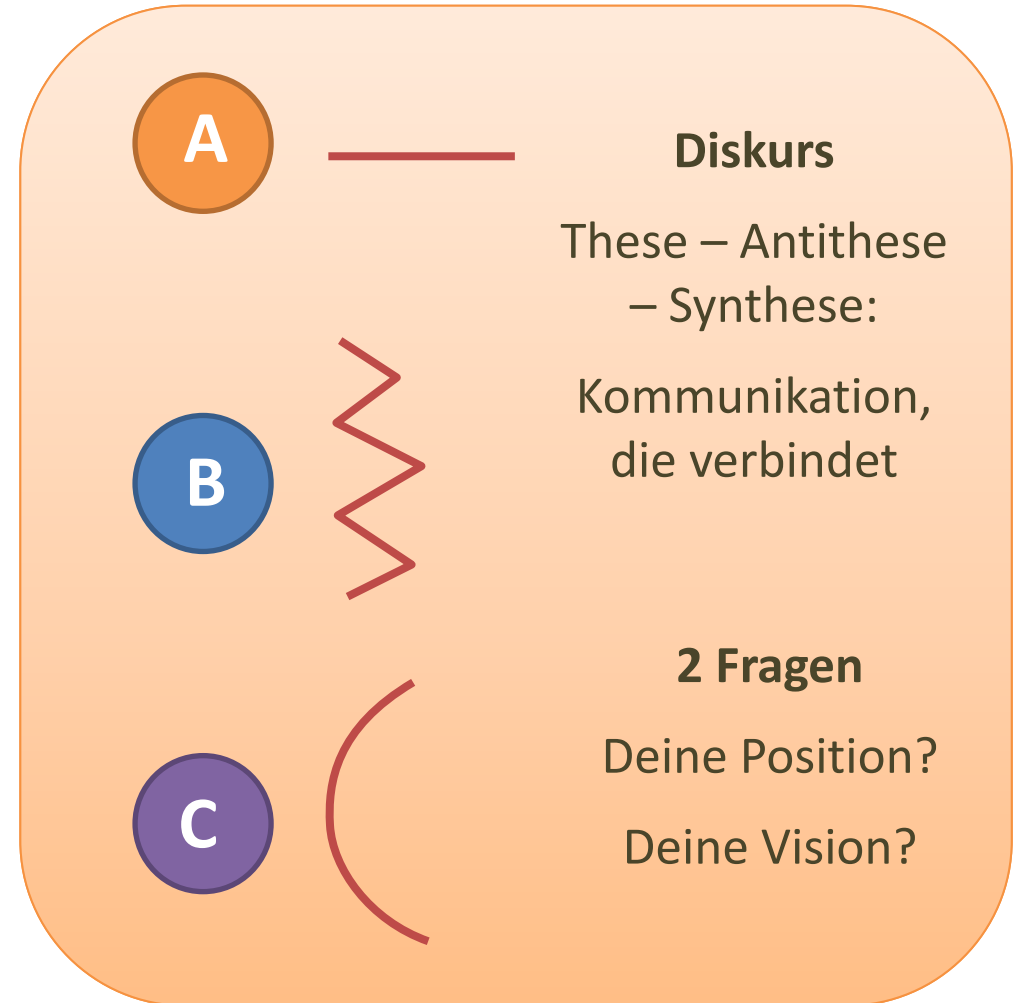 A
Diskurs
These – Antithese
– Synthese:
Kommunikation,
die verbindet
B
2 Fragen
Deine Position?
Deine Vision?
C